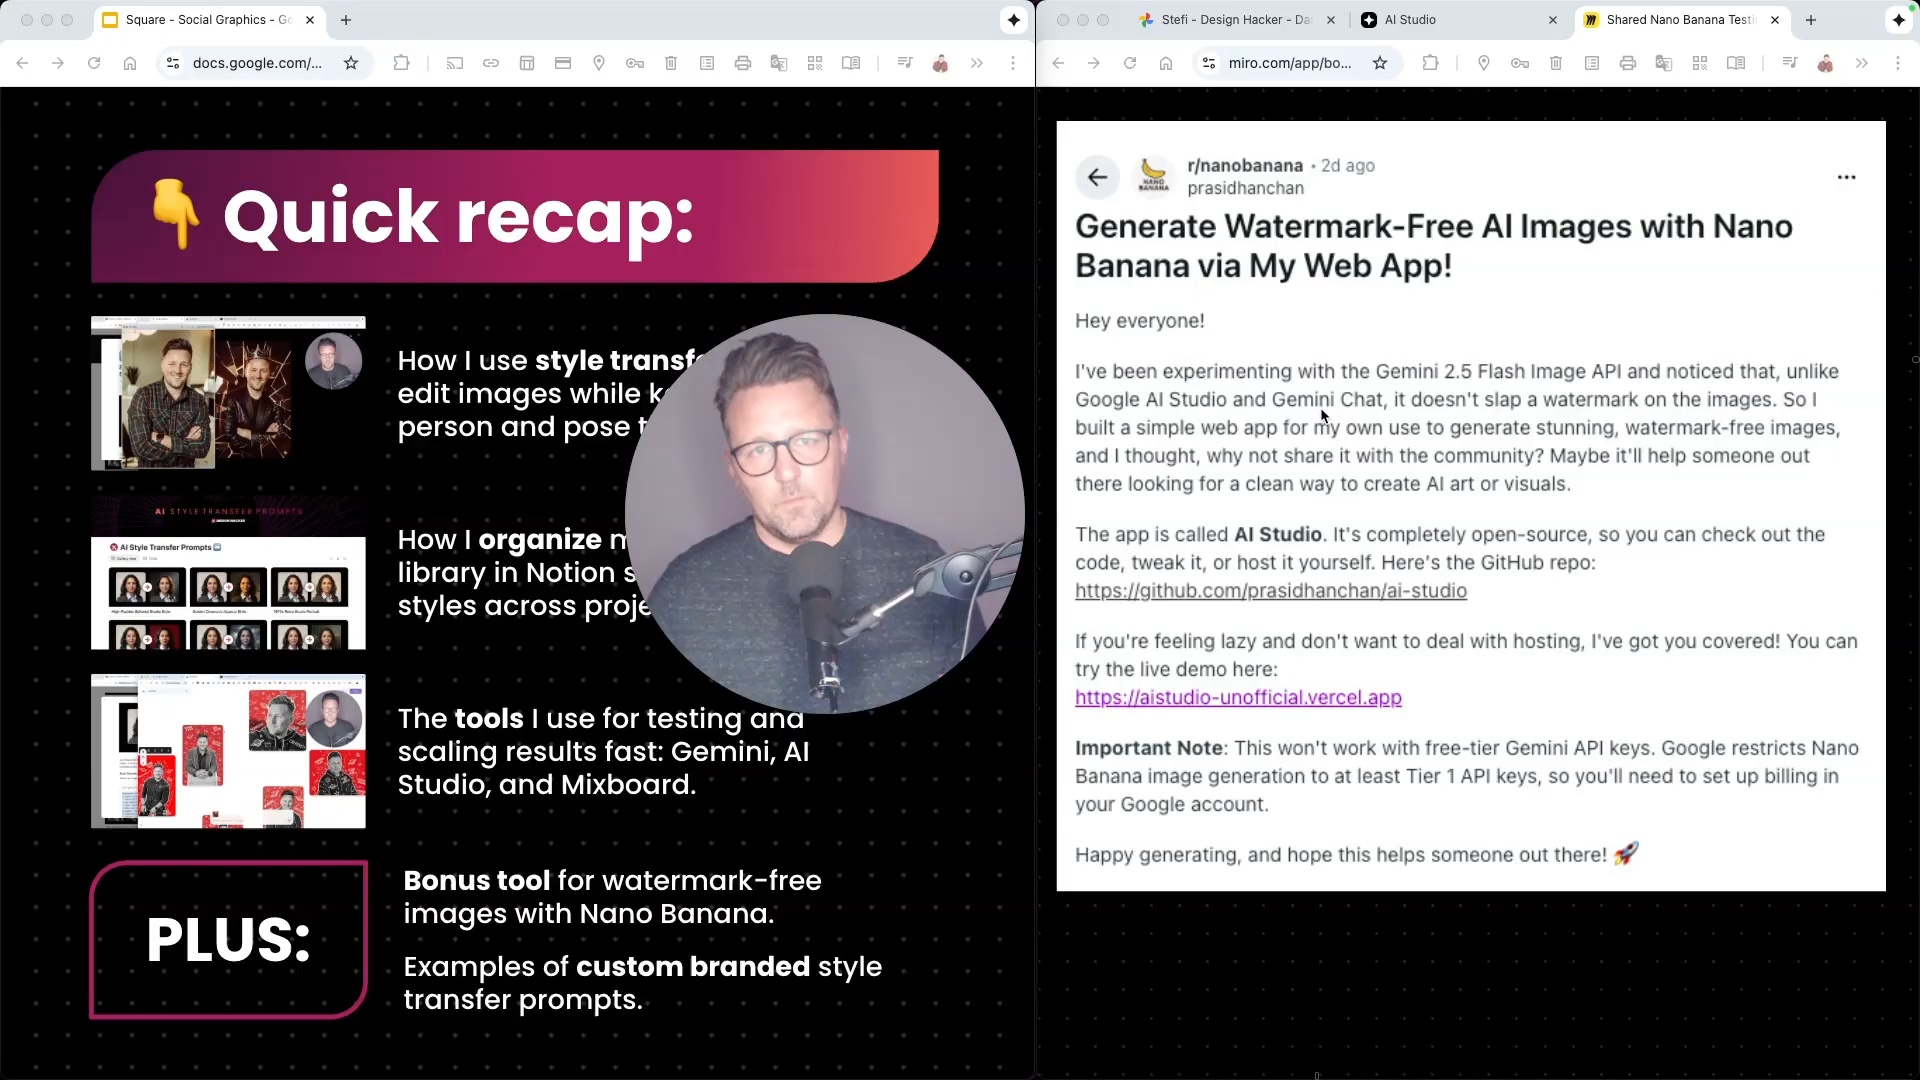 Square - Social Graphics - Go
docs.google.com/...
👇 Quick recap:
How I use style transf
edit images while k
person and pose t
AI STYLE TRANSFER PROMPTS
DESIGN HACKER
AI Style Transfer Prompts
How I organize m
library in Notion s
styles across proje
The tools I use for testing and
scaling results fast: Gemini, AI
Studio, and Mixboard.
PLUS:
Bonus tool for watermark-free
images with Nano Banana.
Examples of custom branded style
transfer prompts.
Stefi - Design Hacker - Da
AI Studio
Shared Nano Banana Testi
miro.com/app/bo...
r/nanobanana • 2d ago
prasidhanchan
NANO
BANANA
Generate Watermark-Free AI Images with Nano
Banana via My Web App!
Hey everyone!
I've been experimenting with the Gemini 2.5 Flash Image API and noticed that, unlike
Google AI Studio and Gemini Chat, it doesn't slap a watermark on the images. So I
built a simple web app for my own use to generate stunning, watermark-free images,
and I thought, why not share it with the community? Maybe it'll help someone out
there looking for a clean way to create AI art or visuals.
The app is called AI Studio. It's completely open-source, so you can check out the
code, tweak it, or host it yourself. Here's the GitHub repo:
https://github.com/prasidhanchan/ai-studio
If you're feeling lazy and don't want to deal with hosting, I've got you covered! You can
try the live demo here:
https://aistudio-unofficial.vercel.app
Important Note: This won't work with free-tier Gemini API keys. Google restricts Nano
Banana image generation to at least Tier 1 API keys, so you'll need to set up billing in
your Google account.
Happy generating, and hope this helps someone out there! 🚀